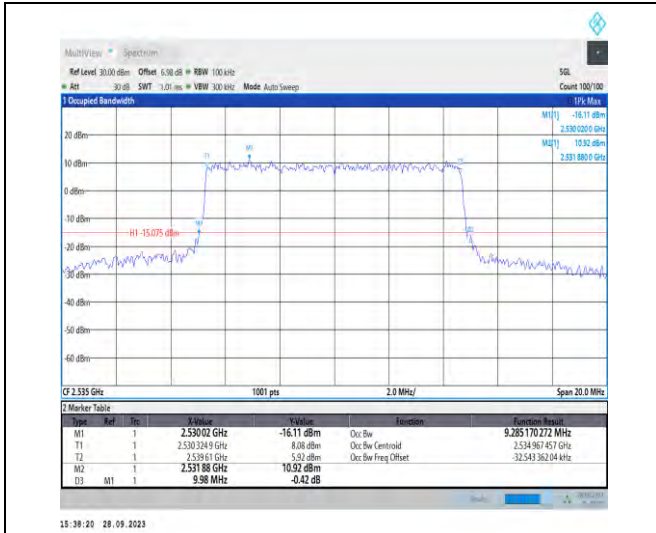 MultiView Spectrum
Ref Level 30.00 dBm Offset 6.98 dB RBW 100 kHz SGL
Att 30 dB SWT 1.01 ms VBW 300 kHz Mode Auto Sweep Count 100/100
1 Occupied Bandwidth 1Pk Max
M1[1] -16.11 dBm
2.530 020 0 GHz
M2[1] 10.92 dBm
2.531 880 0 GHz
20 dBm
10 dBm
0 dBm
-10 dBm
H1 -15.075 dBm
-20 dBm
-30 dBm
-40 dBm
-50 dBm
-60 dBm
CF 2.535 GHz 1001 pts 2.0 MHz/ Span 20.0 MHz
2 Marker Table
Type Ref Trc X-Value Y-Value Function Function Result
M1 1 2.53002 GHz -16.11 dBm Occ Bw 9.285 170 272 MHz
T1 1 2.530 324 9 GHz 8.08 dBm Occ Bw Centroid 2.534 967 457 GHz
T2 1 2.539 61 GHz 5.92 dBm Occ Bw Freq Offset -32.543 362 04 kHz
M2 1 2.531 88 GHz 10.92 dBm
D3 M1 1 9.98 MHz -0.42 dB
15:38:20 28.09.2023